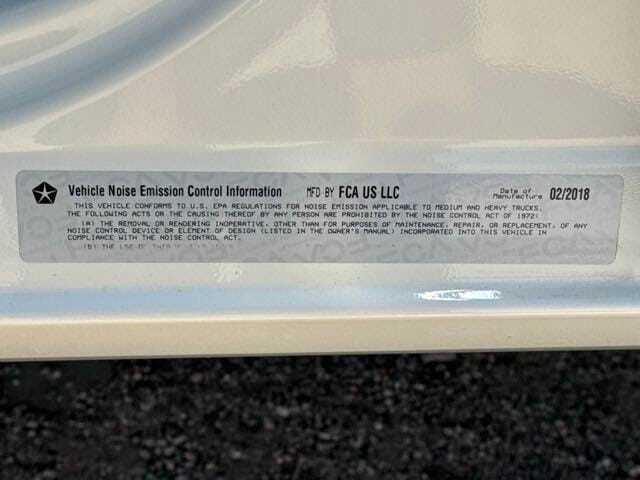 Vehicle Noise Emission Control Information MFD BY FCA US LLC Date of Manufacture 02/2018
THIS VEHICLE CONFORMS TO U.S. EPA REGULATIONS FOR NOISE EMISSION APPLICABLE TO MEDIUM AND HEAVY TRUCKS.
THE FOLLOWING ACTS OR THE CAUSING THEREOF BY ANY PERSON ARE PROHIBITED BY THE NOISE CONTROL ACT OF 1972:
(A) THE REMOVAL OR RENDERING INOPERATIVE, OTHER THAN FOR PURPOSES OF MAINTENANCE, REPAIR, OR REPLACEMENT, OF ANY
NOISE CONTROL DEVICE OR ELEMENT OF DESIGN (LISTED IN THE OWNER'S MANUAL) INCORPORATED INTO THIS VEHICLE IN
COMPLIANCE WITH THE NOISE CONTROL ACT.
(B) THE USE OF